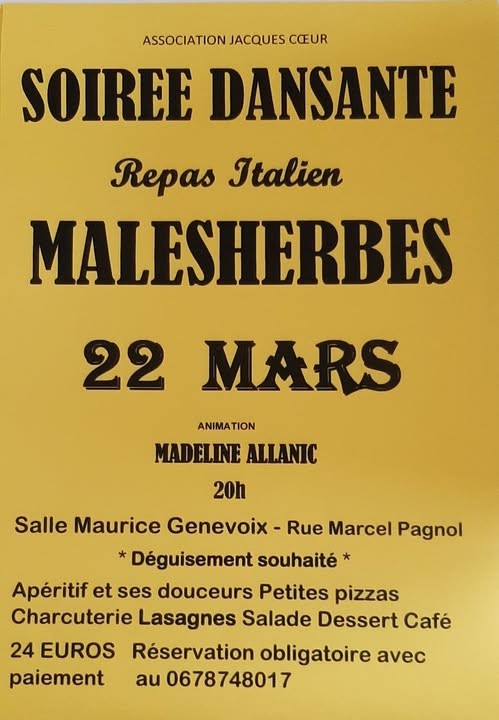 ASSOCIATION JACQUES CŒUR
SOIREE DANSANTE
Repas Italien
MALESHERBES
22 MARS
ANIMATION
MADELINE ALLANIC
20h
Salle Maurice Genevoix - Rue Marcel Pagnol
* Déguisement souhaité *
Apéritif et ses douceurs Petites pizzas
Charcuterie Lasagnes Salade Dessert Café
24 EUROS Réservation obligatoire avec
paiement au 0678748017